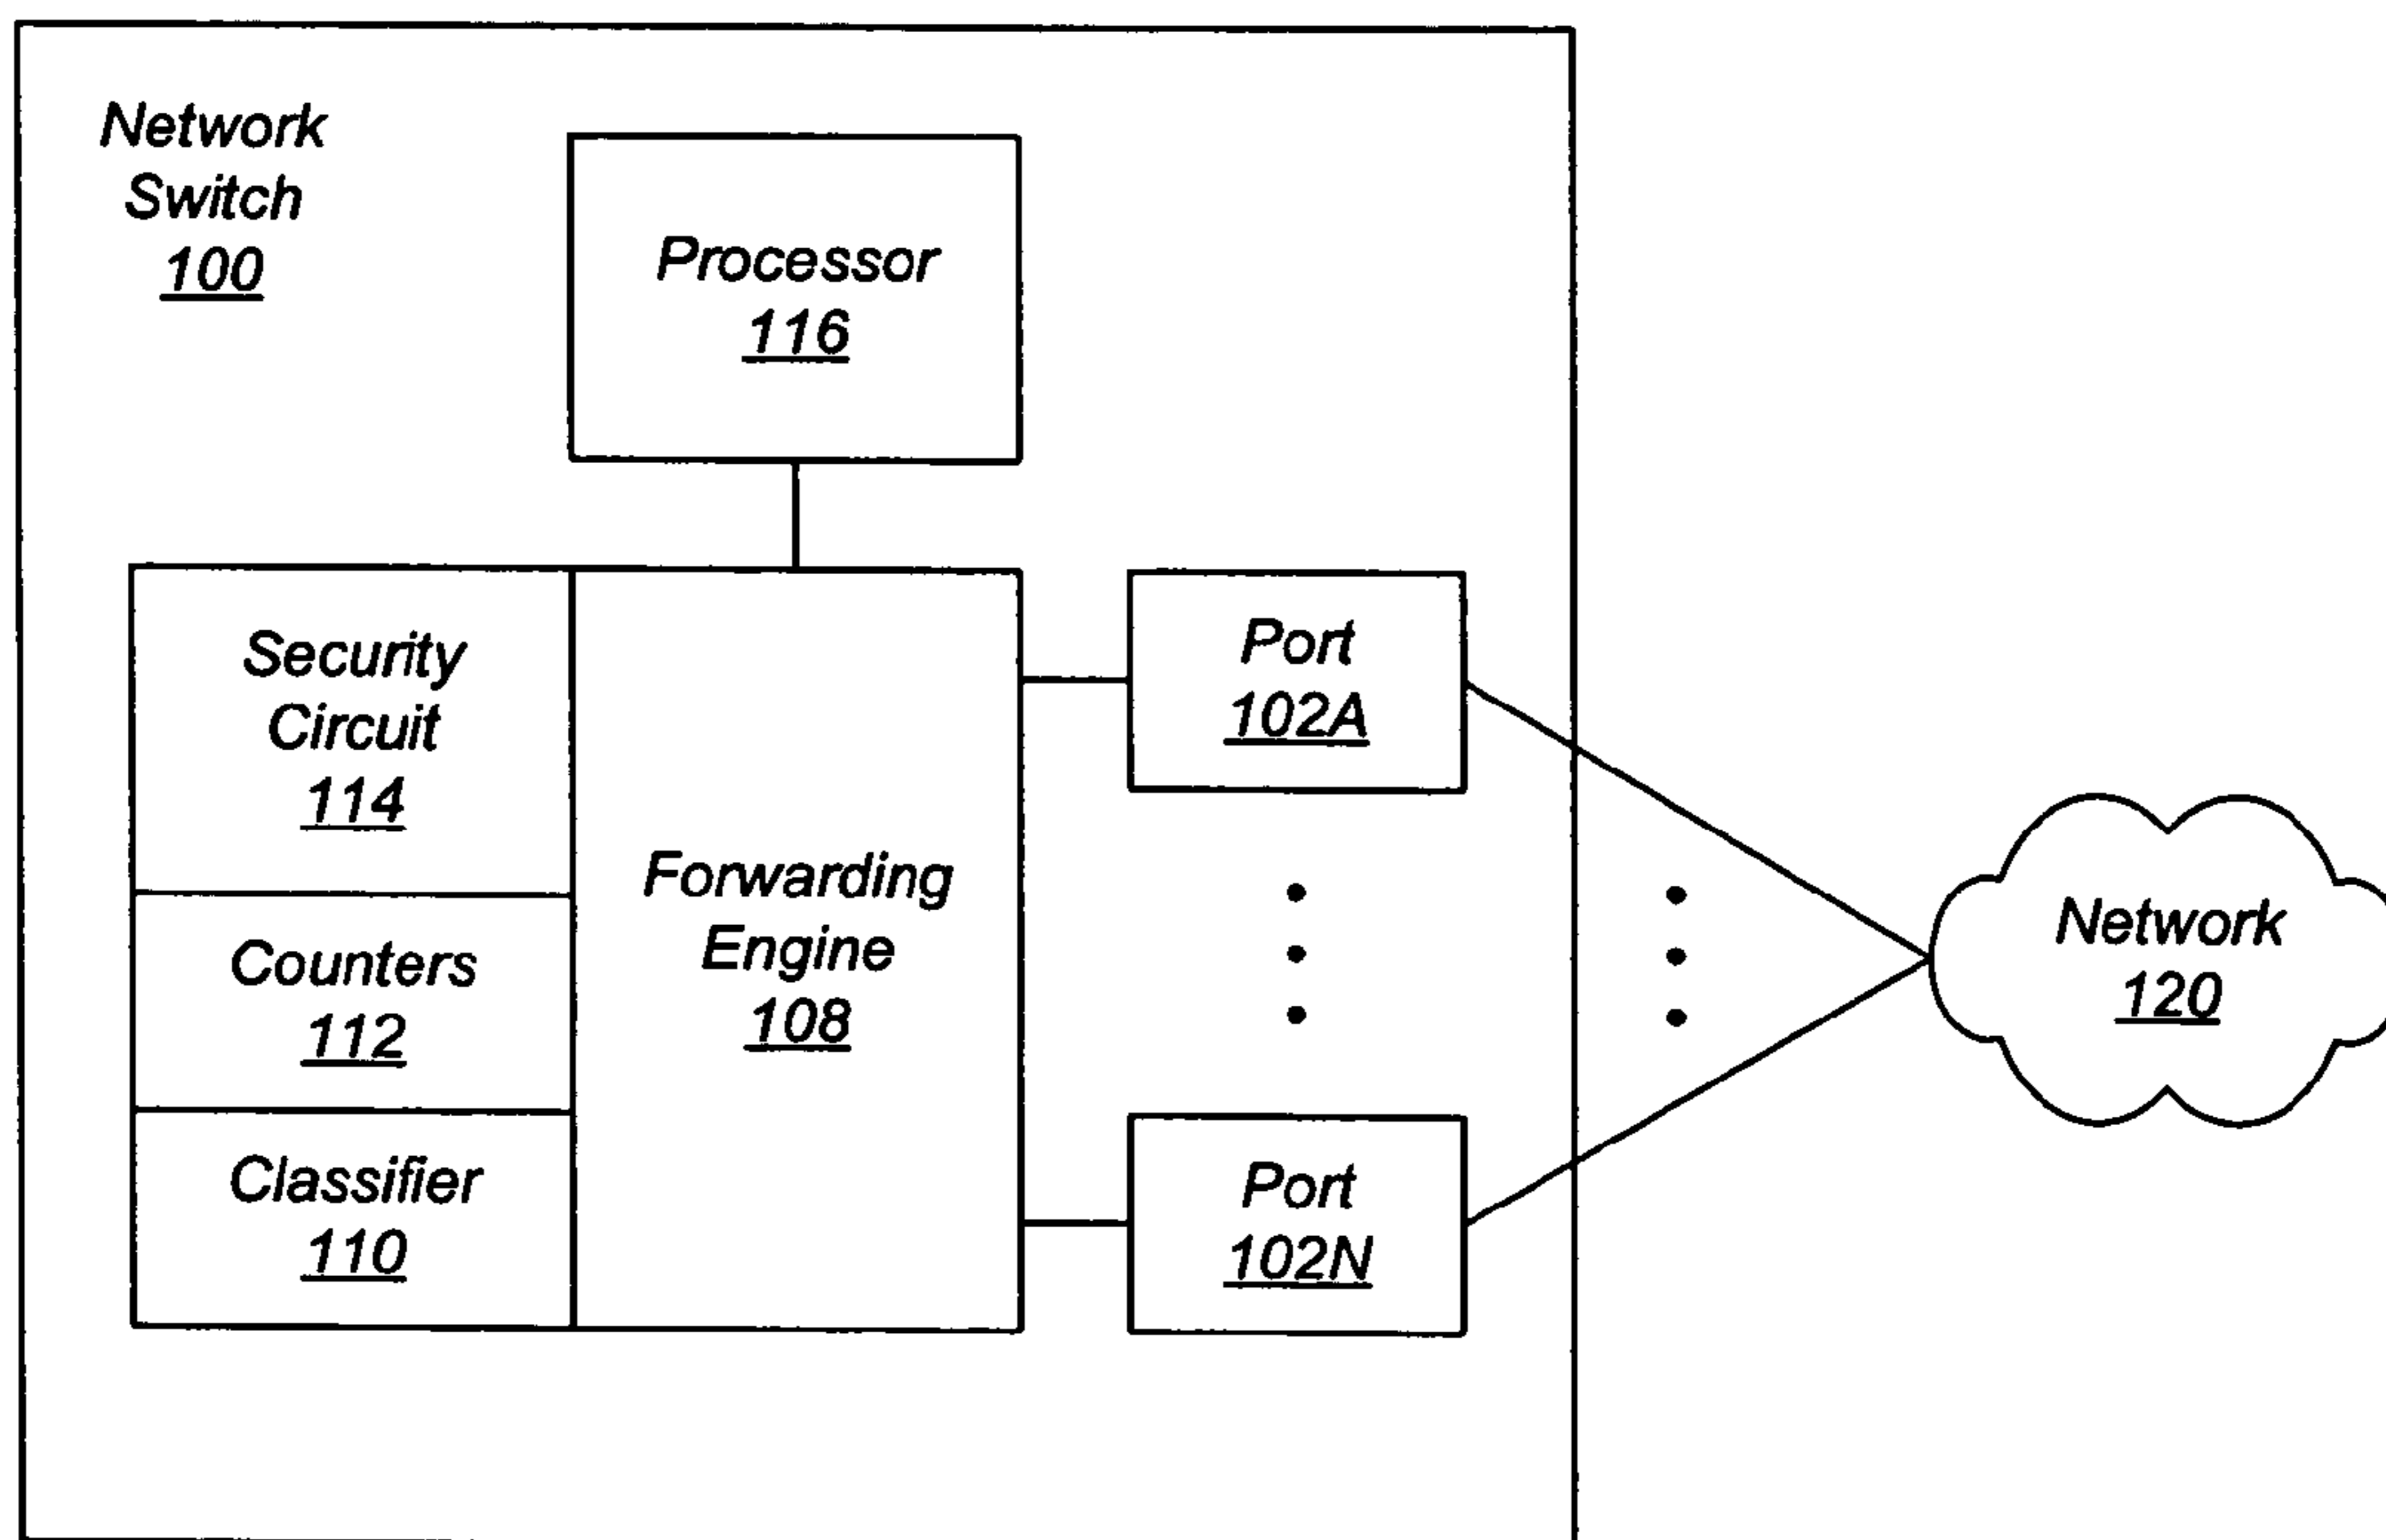 Network
Switch
100
Processor
116
Security
Circuit
114
Counters
112
Classifier
110
Forwarding
Engine
108
Port
102A
Port
102N
Network
120